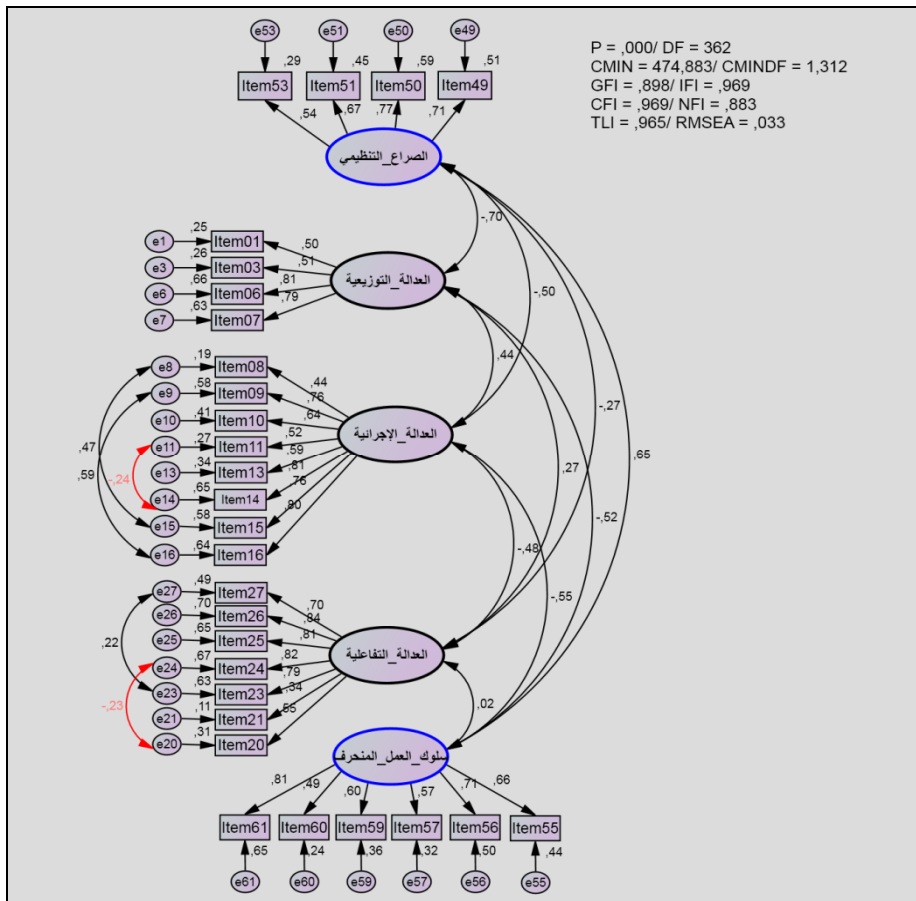 e53 e51 e50 e49
,29 ,45 ,59 ,51
Item53 Item51 Item50 Item49
,54 ,67 ,77 ,71
الصراع_التنظيمي
P = ,000/ DF = 362
CMIN = 474,883/ CMINDF = 1,312
GFI = ,898/ IFI = ,969
CFI = ,969/ NFI = ,883
TLI = ,965/ RMSEA = ,033
e1 ,25 Item01 ,50
e3 ,26 Item03 ,51
e6 ,66 Item06 ,81
e7 ,63 Item07 ,79
العدالة_التوزيعية
e8 ,19 Item08 ,44
e9 ,58 Item09 ,76
e10 ,41 Item10 ,64
e11 ,27 Item11 ,52
e13 ,34 Item13 ,59
e14 ,65 Item14 ,81
e15 ,58 Item15 ,76
e16 ,64 Item16 ,80
العدالة_الإجرائية
,47
,59
-,24
e27 ,49 Item27 ,70
e26 ,70 Item26 ,84
e25 ,65 Item25 ,81
e24 ,67 Item24 ,82
e23 ,63 Item23 ,79
e21 ,11 Item21 ,34
e20 ,31 Item20 ,55
العدالة_التفاعلية
,22
-,23
-,70
-,50
,44
-,27
,65
,27
-,52
-,48
-,55
,02
سلوك_العمل_المنحرف
,81 ,49 ,60 ,57 ,71 ,66
Item61 Item60 Item59 Item57 Item56 Item55
,65 ,24 ,36 ,32 ,50 ,44
e61 e60 e59 e57 e56 e55